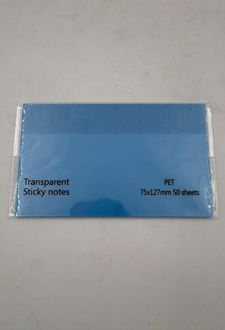 Transparent
Sticky notes
PET
75x127mm 50 sheets